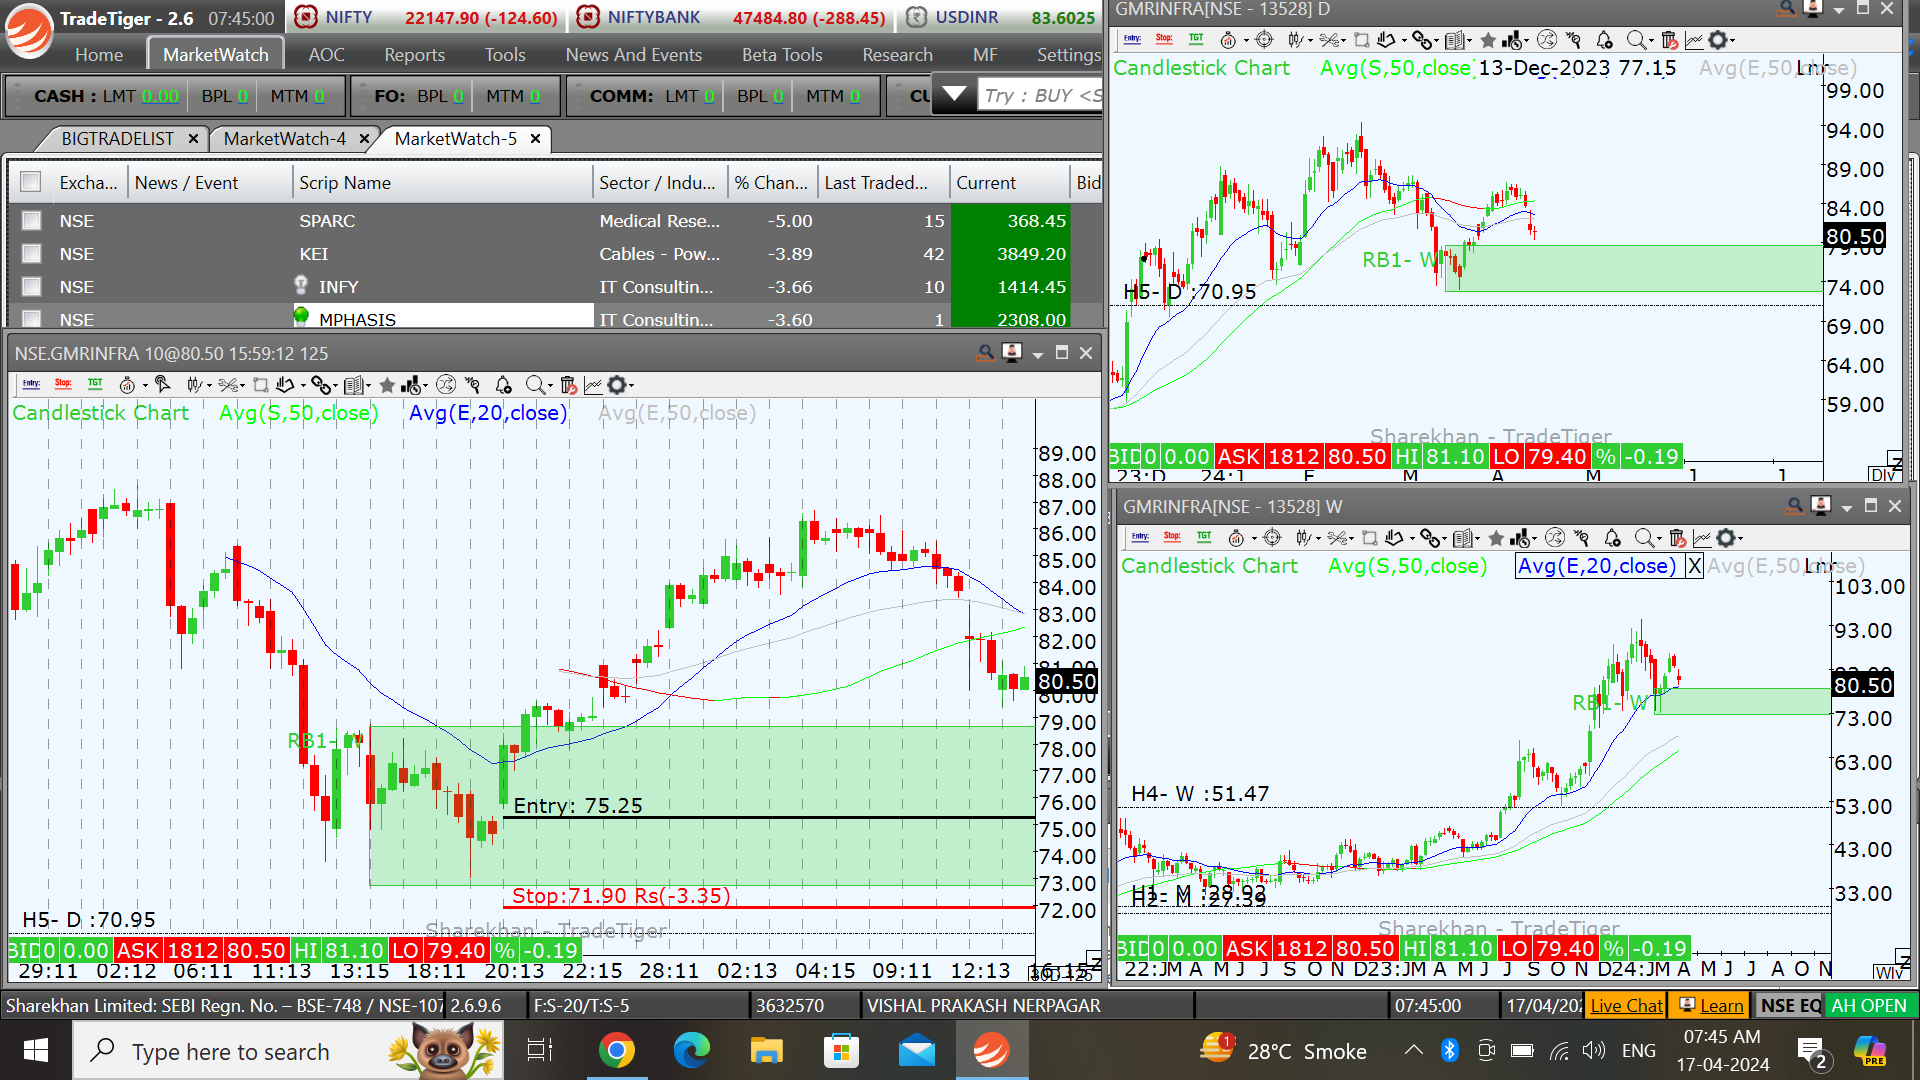 TradeTiger - 2.6 07:45:00 NIFTY 22147.90 (-124.60) NIFTYBANK 47484.80 (-288.45) USDINR 83.6025
Home MarketWatch AOC Reports Tools News And Events Beta Tools Research MF Settings
CASH : LMT 0.00 BPL 0 MTM 0 FO: BPL 0 MTM 0 COMM: LMT 0 BPL 0 MTM 0 CU Try : BUY <S
BIGTRADELIST MarketWatch-4 MarketWatch-5
Excha... News / Event Scrip Name Sector / Indu... % Chan... Last Traded... Current Bid
NSE SPARC Medical Rese... -5.00 15 368.45
NSE KEI Cables - Pow... -3.89 42 3849.20
NSE INFY IT Consultin... -3.66 10 1414.45
NSE MPHASIS IT Consultin... -3.60 1 2308.00
NSE.GMRINFRA 10@80.50 15:59:12 125
Entry: Stop: TGT
Candlestick Chart Avg(S,50,close) Avg(E,20,close) Avg(E,50,close)
89.00
88.00
87.00
86.00
85.00
84.00
83.00
82.00
81.00
80.50
80.00
79.00
78.00
77.00
76.00
75.00
74.00
73.00
72.00
RB1- W
Entry: 75.25
Stop:71.90 Rs(-3.35)
H5- D :70.95
Sharekhan - TradeTiger
BID 0 0.00 ASK 1812 80.50 HI 81.10 LO 79.40 % -0.19
29:11 02:12 06:11 11:13 13:15 18:11 20:13 22:15 28:11 02:13 04:15 09:11 12:13 16:15
GMRINFRA[NSE - 13528] D
Entry: Stop: TGT
Candlestick Chart Avg(S,50,close) 13-Dec-2023 77.15 Avg(E,50,close)
99.00
94.00
89.00
84.00
80.50
79.00
74.00
69.00
64.00
59.00
RB1- W
H5- D :70.95
Sharekhan - TradeTiger
BID 0 0.00 ASK 1812 80.50 HI 81.10 LO 79.40 % -0.19
23:D 24:J F M A M J J
GMRINFRA[NSE - 13528] W
Entry: Stop: TGT
Candlestick Chart Avg(S,50,close) Avg(E,20,close) X Avg(E,50,close)
103.00
93.00
83.00
80.50
73.00
63.00
53.00
43.00
33.00
RB1- W
H4- W :51.47
H1- M :28.92
H2- M :27.39
Sharekhan - TradeTiger
BID 0 0.00 ASK 1812 80.50 HI 81.10 LO 79.40 % -0.19
22:J M A M J J S O N D 23:J M A M J J S O N D 24:J M A M J J A O N
Sharekhan Limited: SEBI Regn. No. – BSE-748 / NSE-107 2.6.9.6 F:S-20/T:S-5 3632570 VISHAL PRAKASH NERPAGAR 07:45:00 17/04/202 Live Chat Learn NSE EQ AH OPEN
Type here to search 28°C Smoke ENG 07:45 AM
17-04-2024
2
PRE